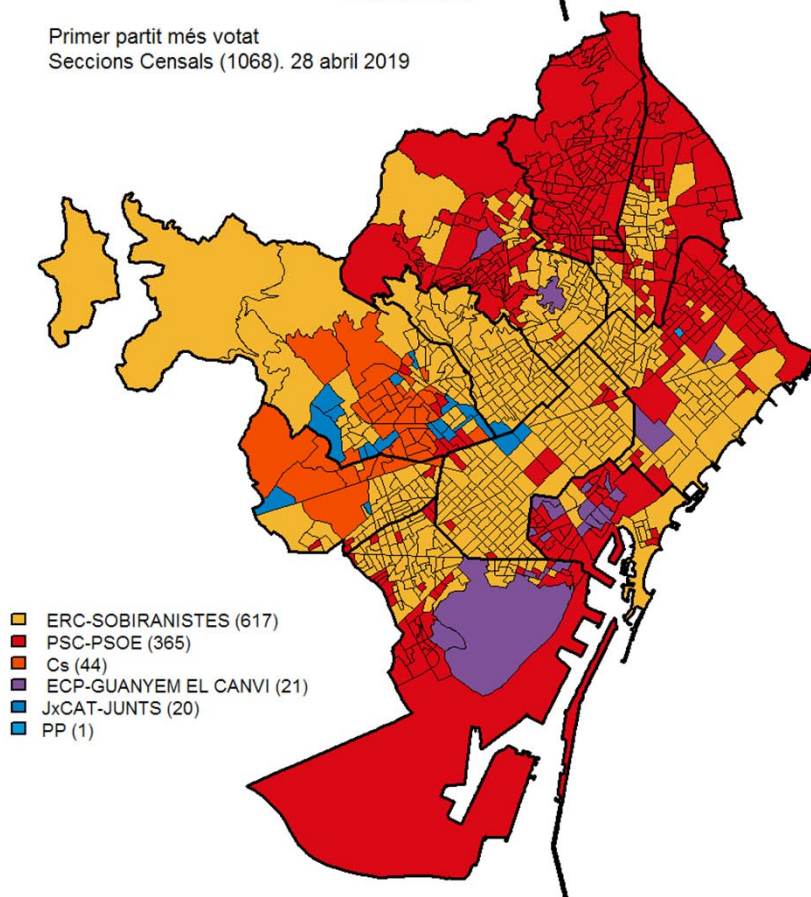 Primer partit més votat
Seccions Censals (1068). 28 abril 2019
ERC-SOBIRANISTES (617)
PSC-PSOE (365)
Cs (44)
ECP-GUANYEM EL CANVI (21)
JxCAT-JUNTS (20)
PP (1)